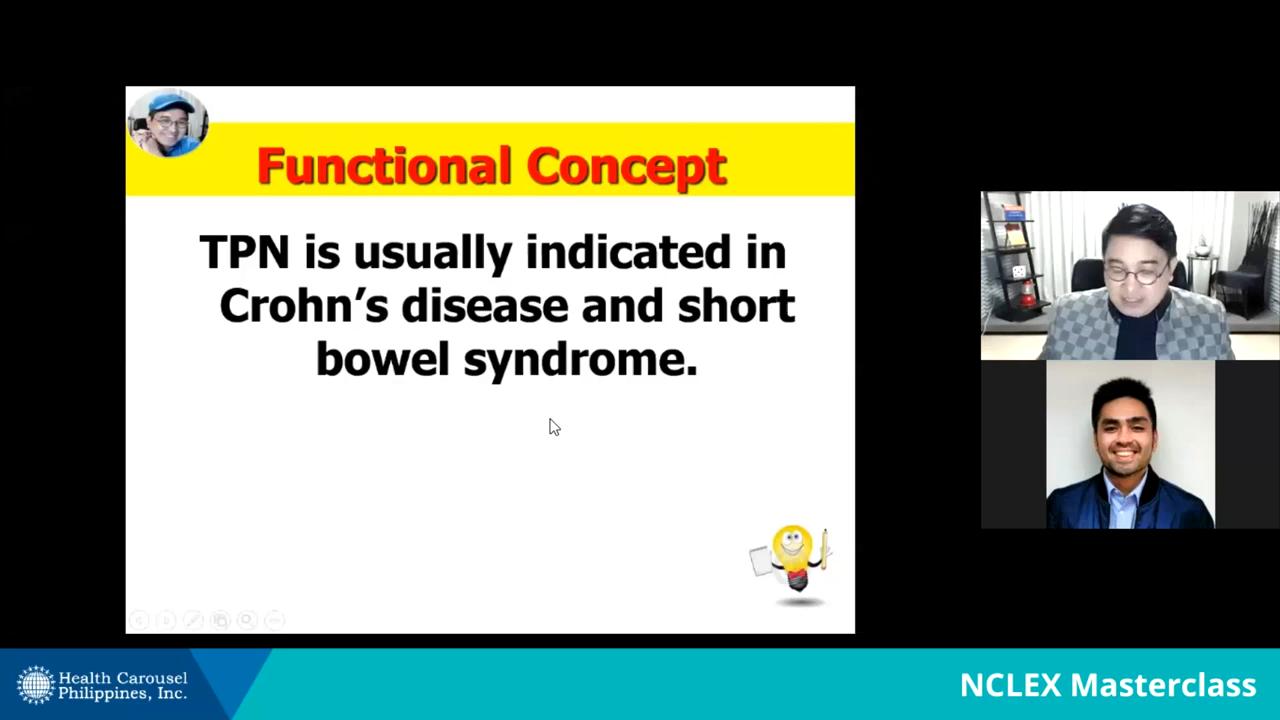 Functional Concept
TPN is usually indicated in
Crohn’s disease and short
bowel syndrome.
Health Carousel
Philippines, Inc.
NCLEX Masterclass